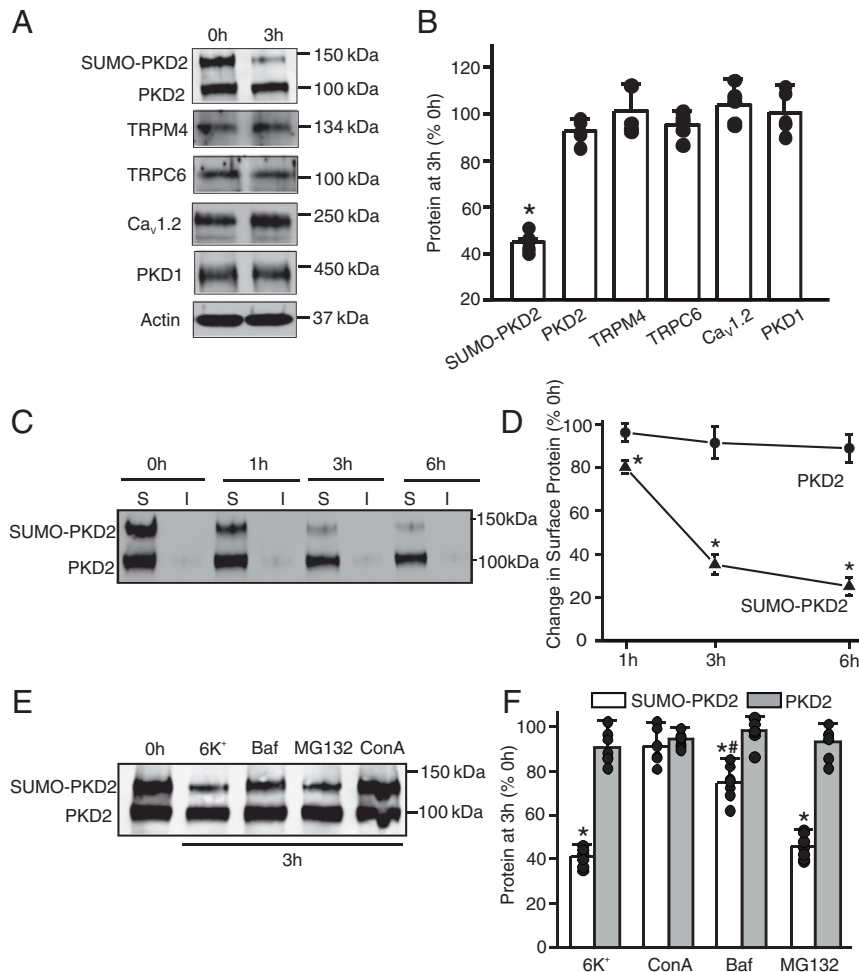 A
0h 3h
SUMO-PKD2
150 kDa
PKD2
100 kDa
TRPM4
134 kDa
TRPC6
100 kDa
Cav1.2
250 kDa
PKD1
450 kDa
Actin
37 kDa
B
Protein at 3h (% 0h)
120
100
80
60
40
20
*
SUMO-PKD2
PKD2
TRPM4
TRPC6
Cav1.2
PKD1
C
0h 1h 3h 6h
S I S I S I S I
SUMO-PKD2
150kDa
PKD2
100kDa
D
Change in Surface Protein (% 0h)
100
80
60
40
20
0
PKD2
*
*
*
SUMO-PKD2
1h 3h 6h
E
0h 6K⁺ Baf MG132 ConA
SUMO-PKD2
150 kDa
PKD2
100 kDa
3h
F
SUMO-PKD2 PKD2
Protein at 3h (% 0h)
100
80
60
40
20
0
*
*#
*
6K⁺ ConA Baf MG132